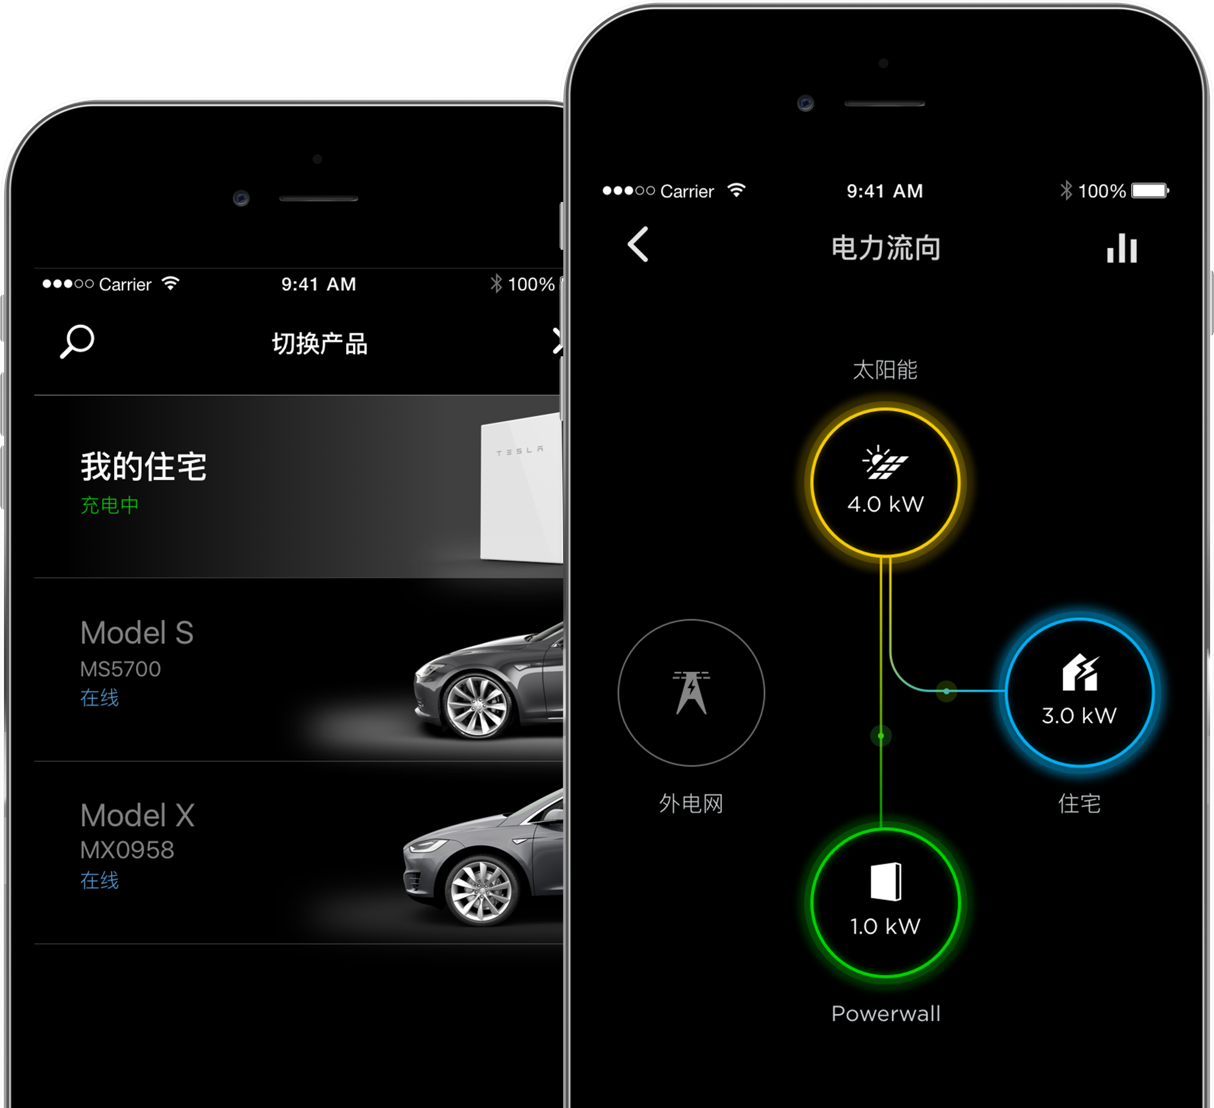 Carrier
9:41 AM
100%
切换产品
我的住宅
充电中
TESLA
Model S
MS5700
在线
Model X
MX0958
在线
Carrier
9:41 AM
100%
电力流向
太阳能
4.0 kW
外电网
3.0 kW
住宅
1.0 kW
Powerwall